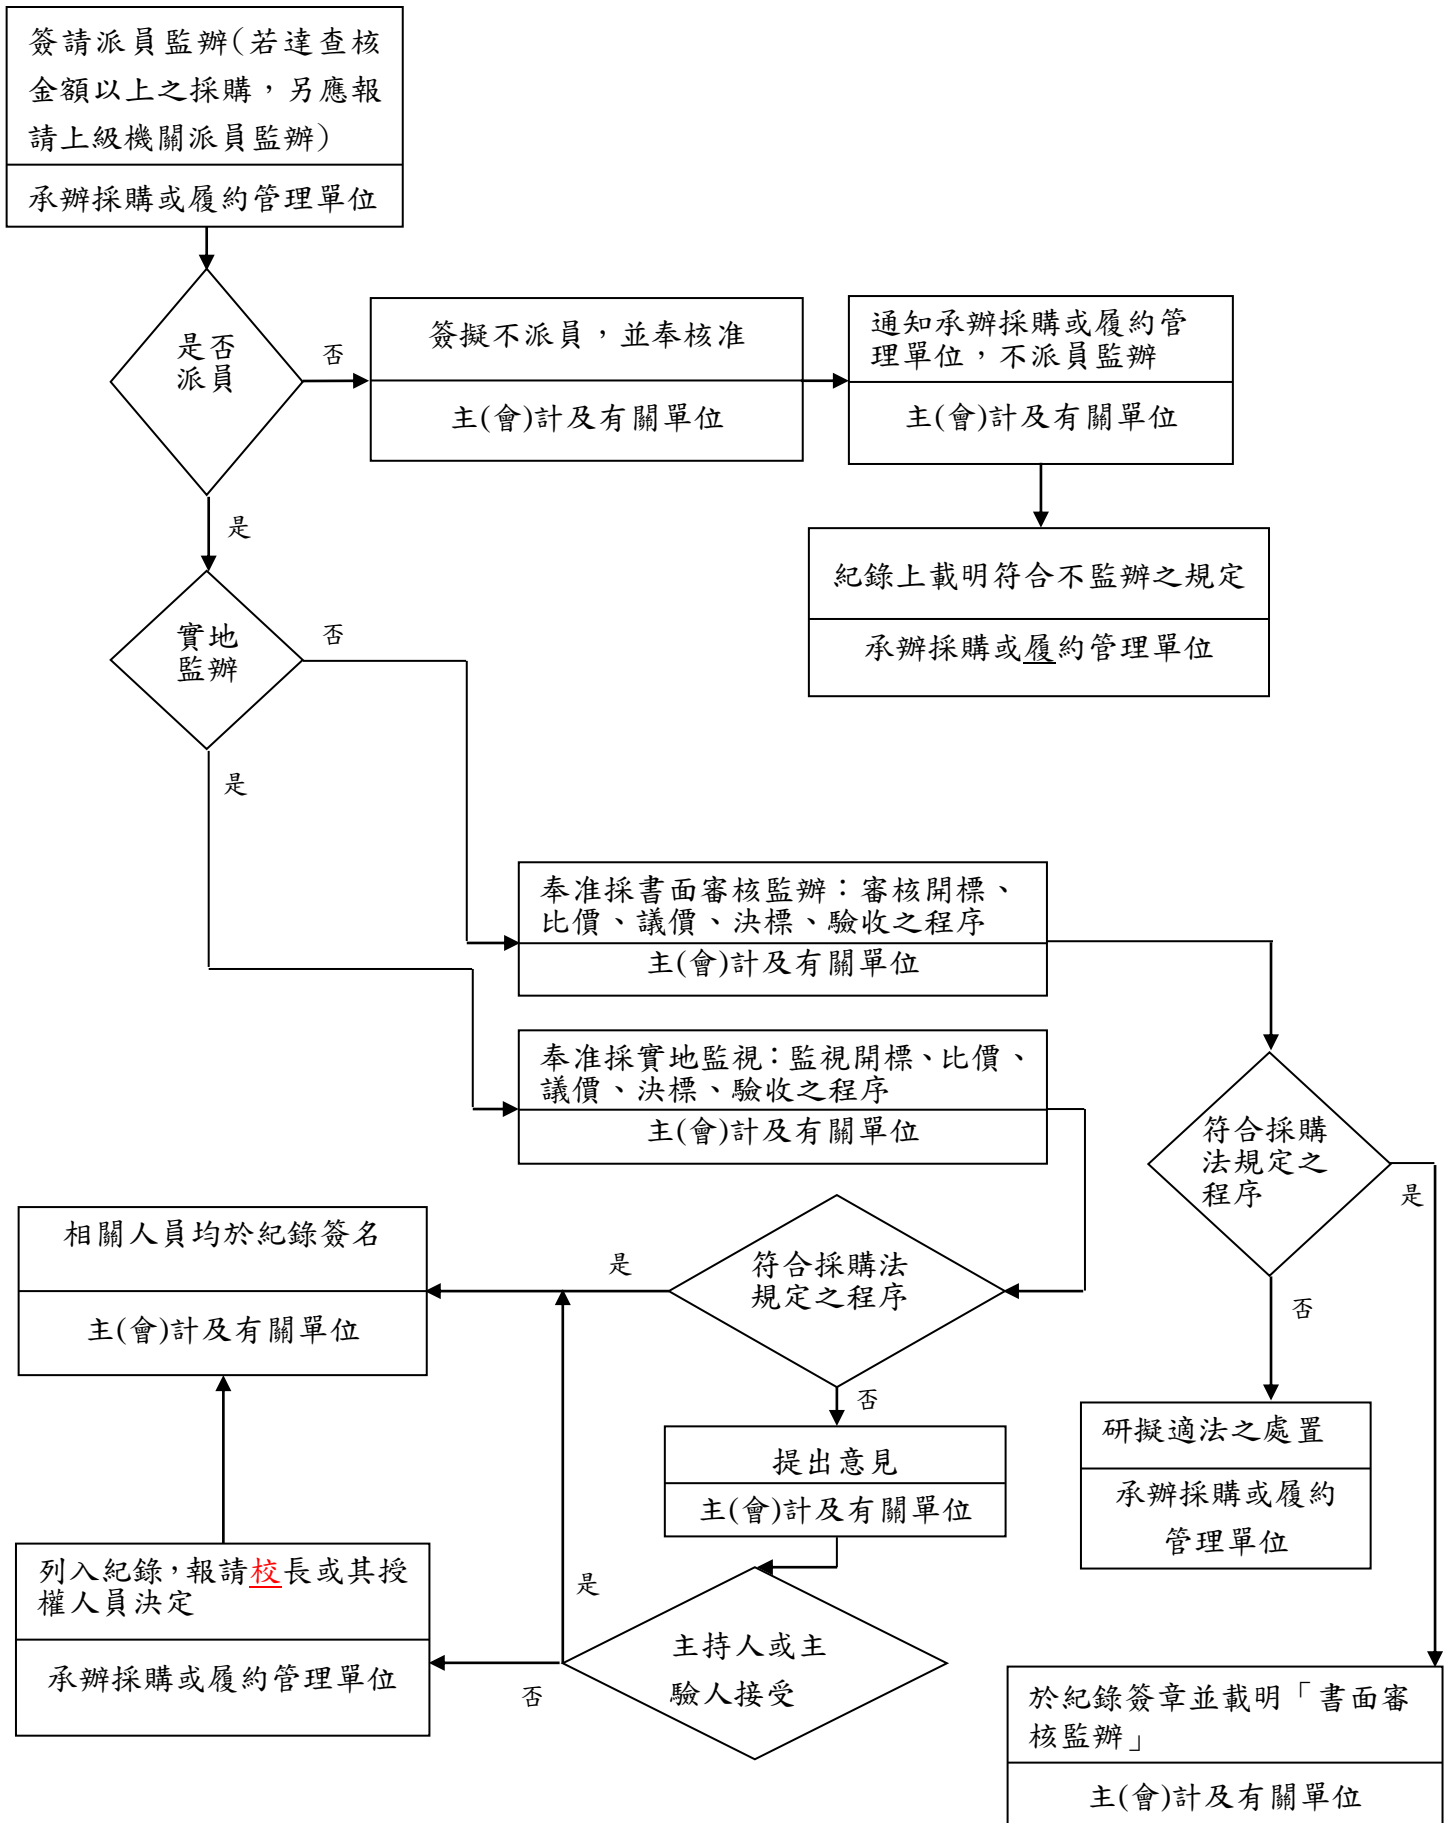 簽請派員監辦(若達查核
金額以上之採購，另應報
請上級機關派員監辦)
承辦採購或履約管理單位
是否
派員
否
簽擬不派員，並奉核准
主(會)計及有關單位
通知承辦採購或履約管
理單位，不派員監辦
主(會)計及有關單位
是
紀錄上載明符合不監辦之規定
承辦採購或履約管理單位
實地
監辦
否
是
奉准採書面審核監辦：審核開標、
比價、議價、決標、驗收之程序
主(會)計及有關單位
奉准採實地監視：監視開標、比價、
議價、決標、驗收之程序
主(會)計及有關單位
符合採購
法規定之
程序
是
否
相關人員均於紀錄簽名
主(會)計及有關單位
是
符合採購法
規定之程序
否
提出意見
主(會)計及有關單位
研擬適法之處置
承辦採購或履約
管理單位
列入紀錄，報請校長或其授
權人員決定
承辦採購或履約管理單位
是
否
主持人或主
驗人接受
於紀錄簽章並載明「書面審
核監辦」
主(會)計及有關單位